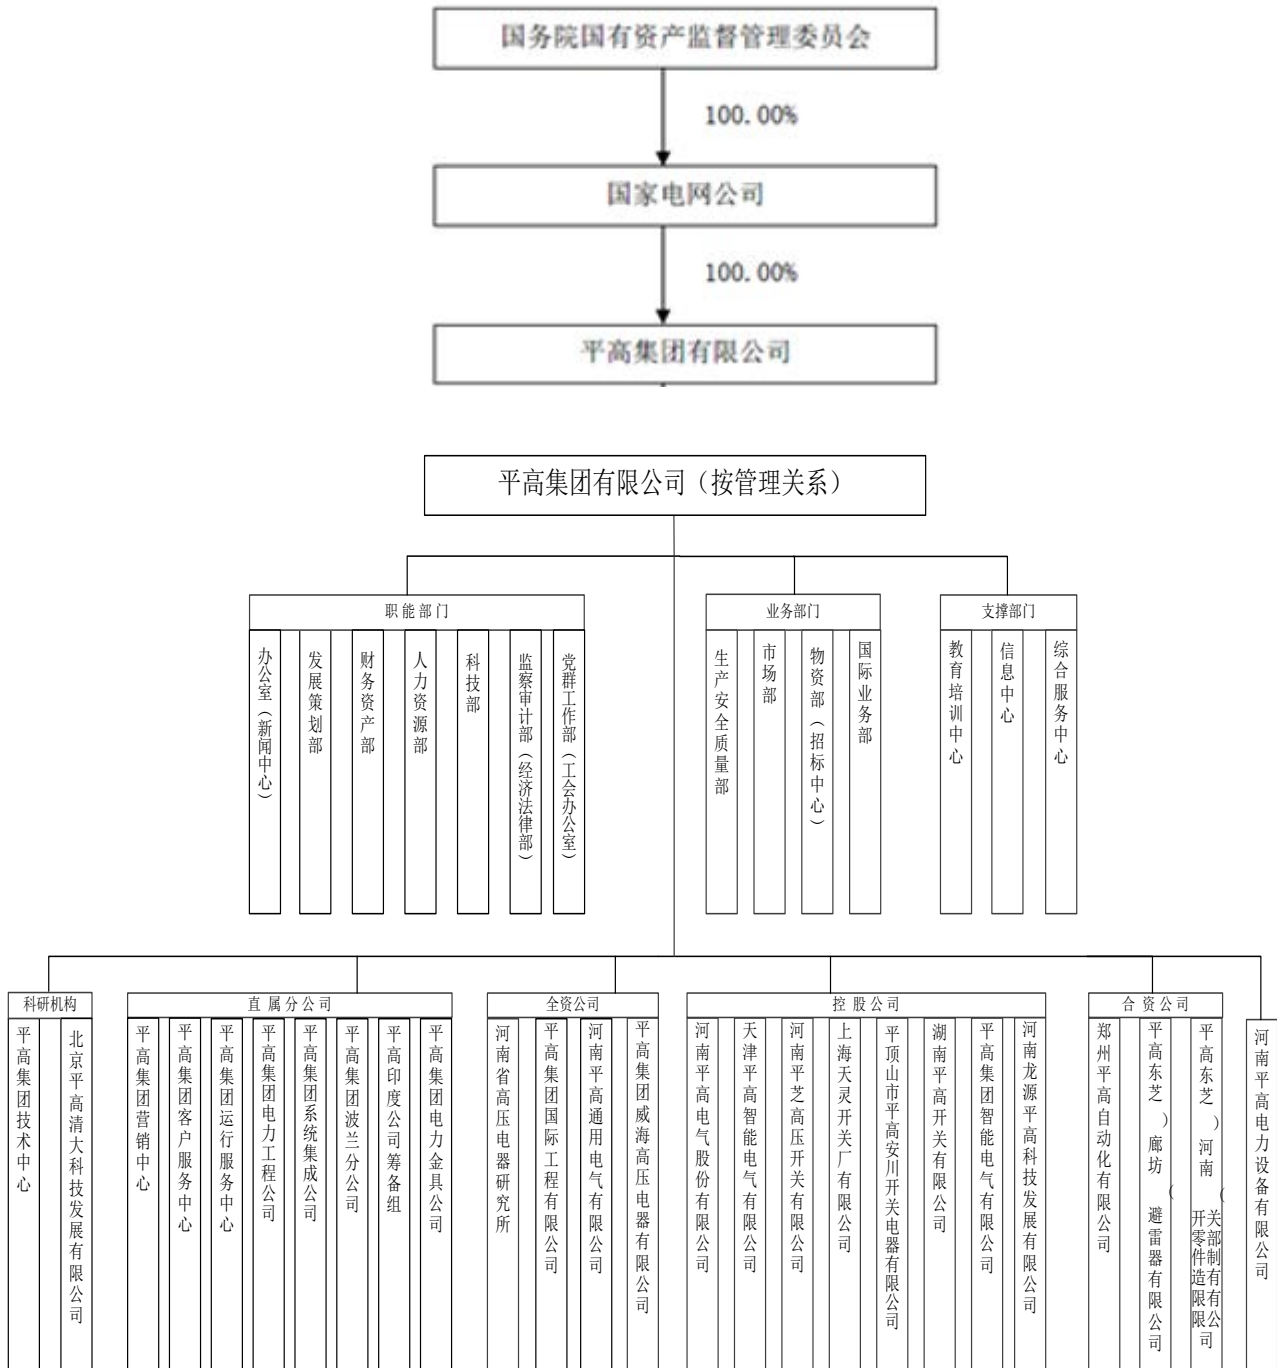 国务院国有资产监督管理委员会
100.00%
国家电网公司
100.00%
平高集团有限公司
平高集团有限公司（按管理关系）
职能部门
办公室（新闻中心）
发展策划部
财务资产部
人力资源部
科技部
监察审计部（经济法律部）
党群工作部（工会办公室）
业务部门
生产安全质量部
市场部
物资部（招标中心）
国际业务部
支撑部门
教育培训中心
信息中心
综合服务中心
科研机构
平高集团技术中心
北京平高清大科技发展有限公司
直属分公司
平高集团营销中心
平高集团客户服务中心
平高集团运行服务中心
平高集团电力工程公司
平高集团系统集成公司
平高集团波兰分公司
平高印度公司筹备组
平高集团电力金具公司
全资公司
河南省高压电器研究所
平高集团国际工程有限公司
河南平高通用电气有限公司
平高集团威海高压电器有限公司
控股公司
河南平高电气股份有限公司
天津平高智能电气有限公司
河南平芝高压开关有限公司
上海天灵开关厂有限公司
平顶山市平高安川开关电器有限公司
湖南平高开关有限公司
平高集团智能电气有限公司
河南龙源平高科技发展有限公司
合资公司
郑州平高自动化有限公司
平高东芝）廊坊（避雷器有限公司
平高东芝）河南（开关零部件制造有限有限公司
河南平高电力设备有限公司